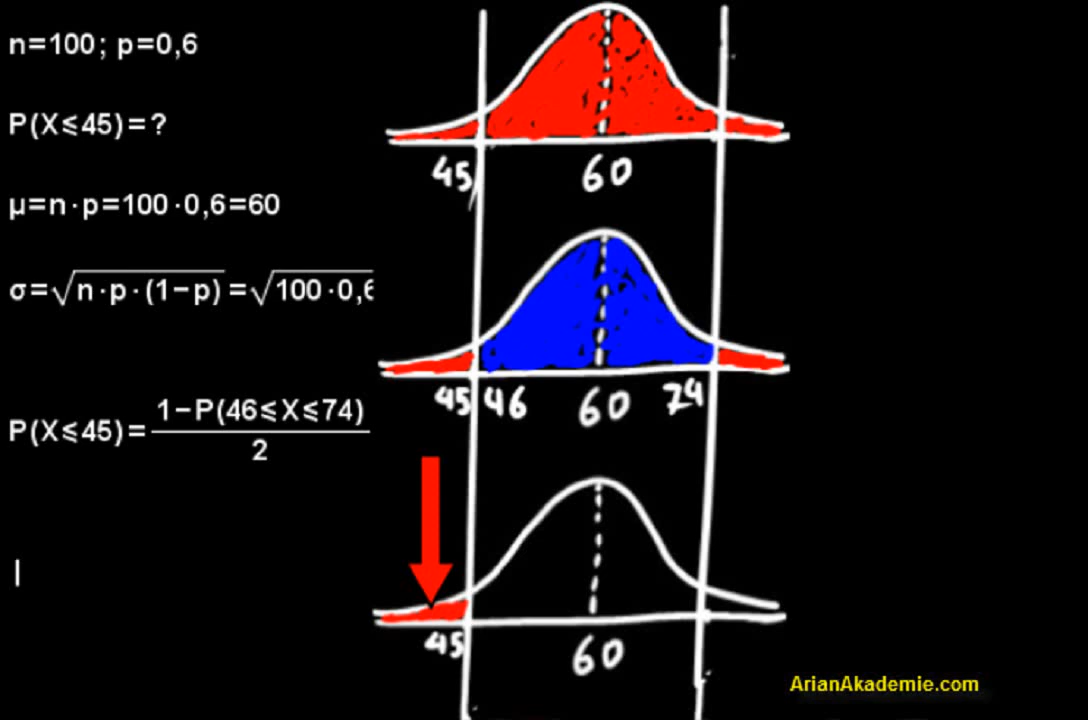 n=100; p=0,6
P(X≤45)=?
μ=n·p=100·0,6=60
σ=√n·p·(1−p)=√100·0,6
P(X≤45)=1−P(46≤X≤74)
2
45 60
45 46 60 74
45 60
ArianAkademie.com